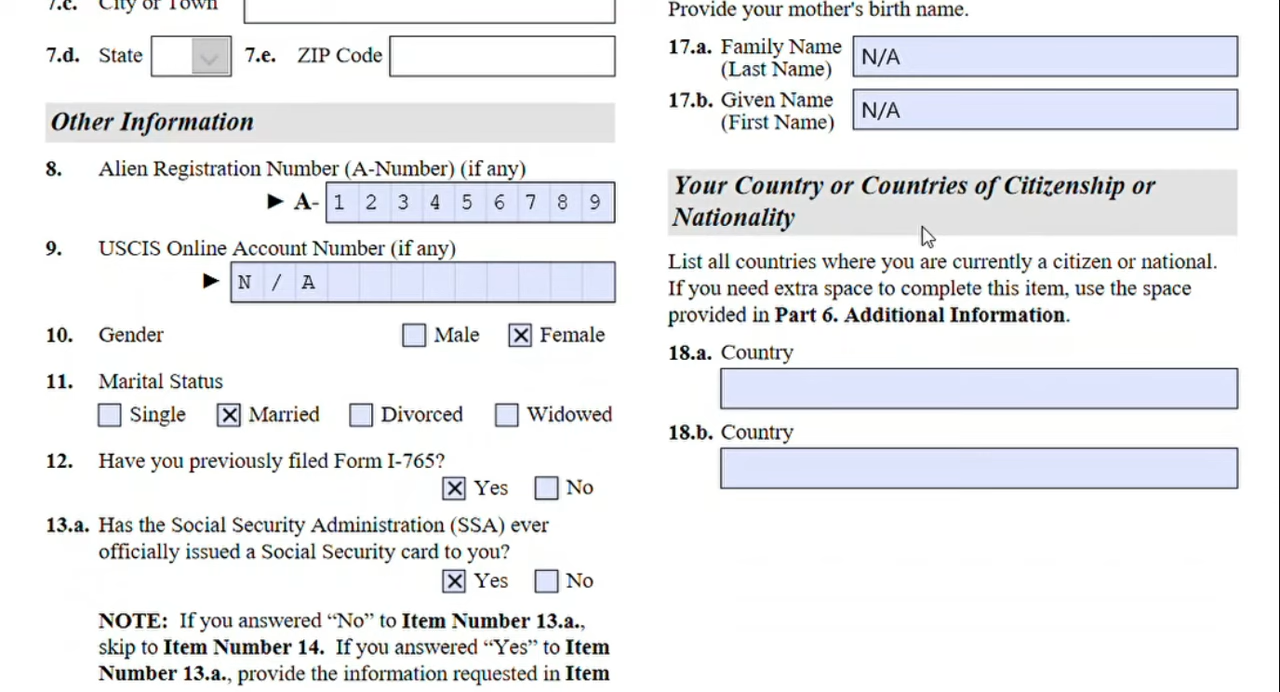 7.c. City or Town
7.d. State 7.e. ZIP Code
Other Information
8. Alien Registration Number (A-Number) (if any)
► A- 1 2 3 4 5 6 7 8 9
9. USCIS Online Account Number (if any)
► N / A
10. Gender Male Female
11. Marital Status
Single Married Divorced Widowed
12. Have you previously filed Form I-765?
Yes No
13.a. Has the Social Security Administration (SSA) ever
officially issued a Social Security card to you?
Yes No
NOTE: If you answered “No” to Item Number 13.a.,
skip to Item Number 14. If you answered “Yes” to Item
Number 13.a., provide the information requested in Item
Provide your mother's birth name.
17.a. Family Name
(Last Name)
N/A
17.b. Given Name
(First Name)
N/A
Your Country or Countries of Citizenship or
Nationality
List all countries where you are currently a citizen or national.
If you need extra space to complete this item, use the space
provided in Part 6. Additional Information.
18.a. Country
18.b. Country